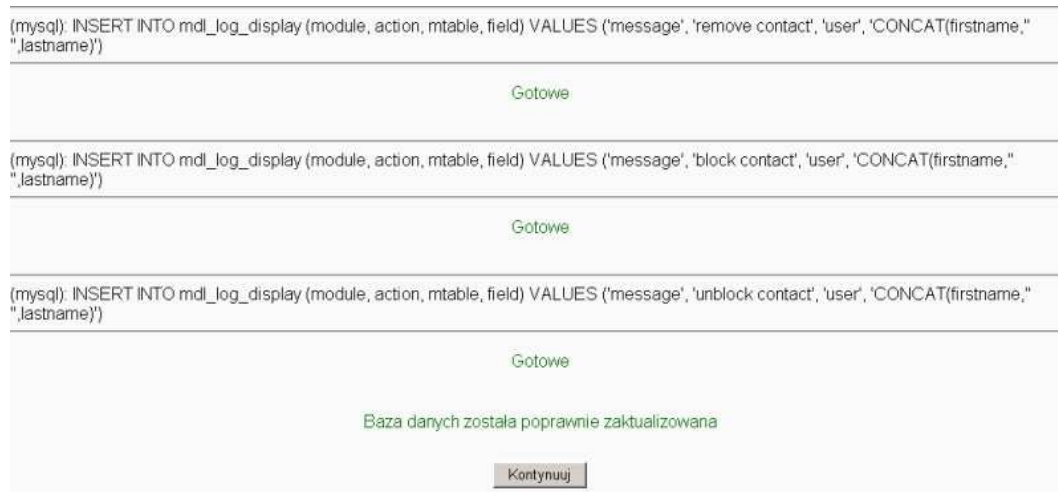 (mysql): INSERT INTO mdl_log_display (module, action, mtable, field) VALUES ('message', 'remove contact', 'user', 'CONCAT(firstname,"
",lastname)')
Gotowe
(mysql): INSERT INTO mdl_log_display (module, action, mtable, field) VALUES ('message', 'block contact', 'user', 'CONCAT(firstname,"
",lastname)')
Gotowe
(mysql): INSERT INTO mdl_log_display (module, action, mtable, field) VALUES ('message', 'unblock contact', 'user', 'CONCAT(firstname,"
",lastname)')
Gotowe
Baza danych została poprawnie zaktualizowana
Kontynuuj